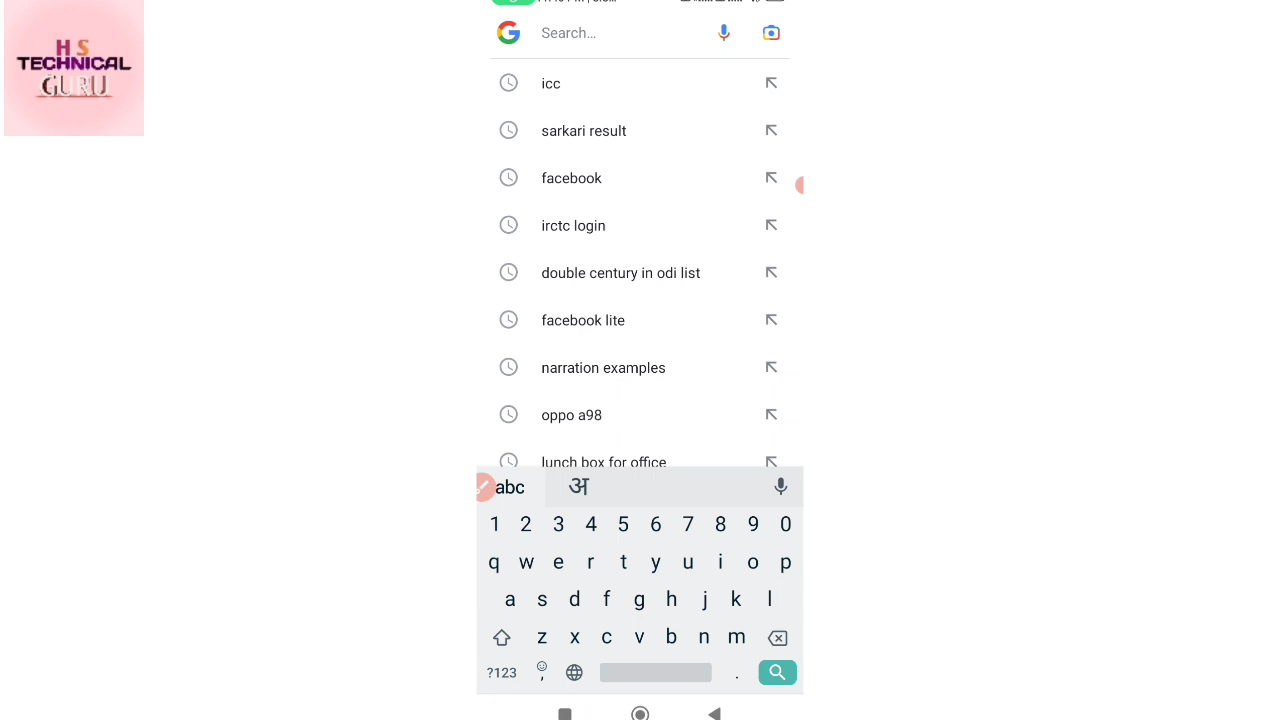 H S
TECHNICAL
GURU
Search...
icc
sarkari result
facebook
irctc login
double century in odi list
facebook lite
narration examples
oppo a98
lunch box for office
abc अ
1 2 3 4 5 6 7 8 9 0
q w e r t y u i o p
a s d f g h j k l
z x c v b n m
?123 , .